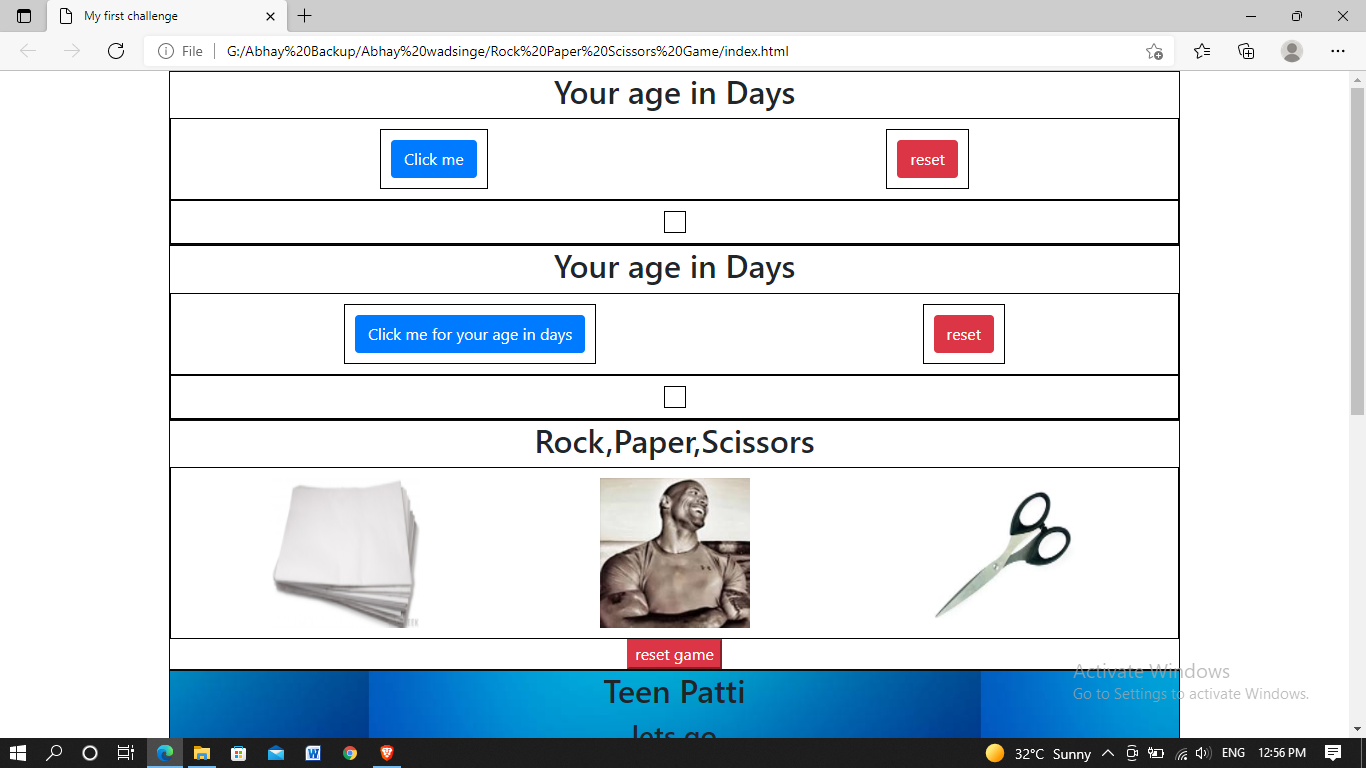 My first challenge
File
G:/Abhay%20Backup/Abhay%20wadsinge/Rock%20Paper%20Scissors%20Game/index.html
Your age in Days
Click me
reset
Your age in Days
Click me for your age in days
reset
Rock,Paper,Scissors
reset game
Teen Patti
lets go
Activate Windows
Go to Settings to activate Windows.
32°C Sunny
ENG
12:56 PM